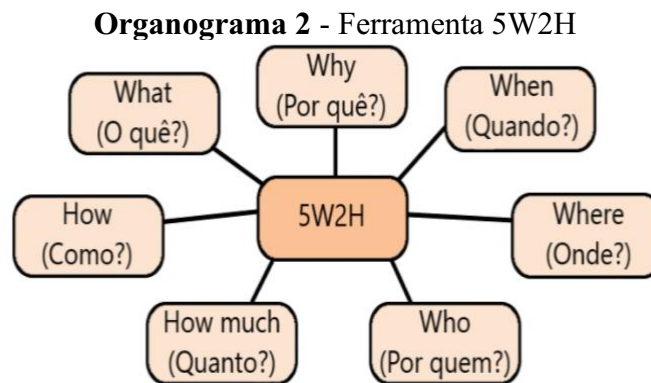 Organograma 2 - Ferramenta 5W2H
What
(O quê?)
Why
(Por quê?)
When
(Quando?)
How
(Como?)
5W2H
Where
(Onde?)
How much
(Quanto?)
Who
(Por quem?)